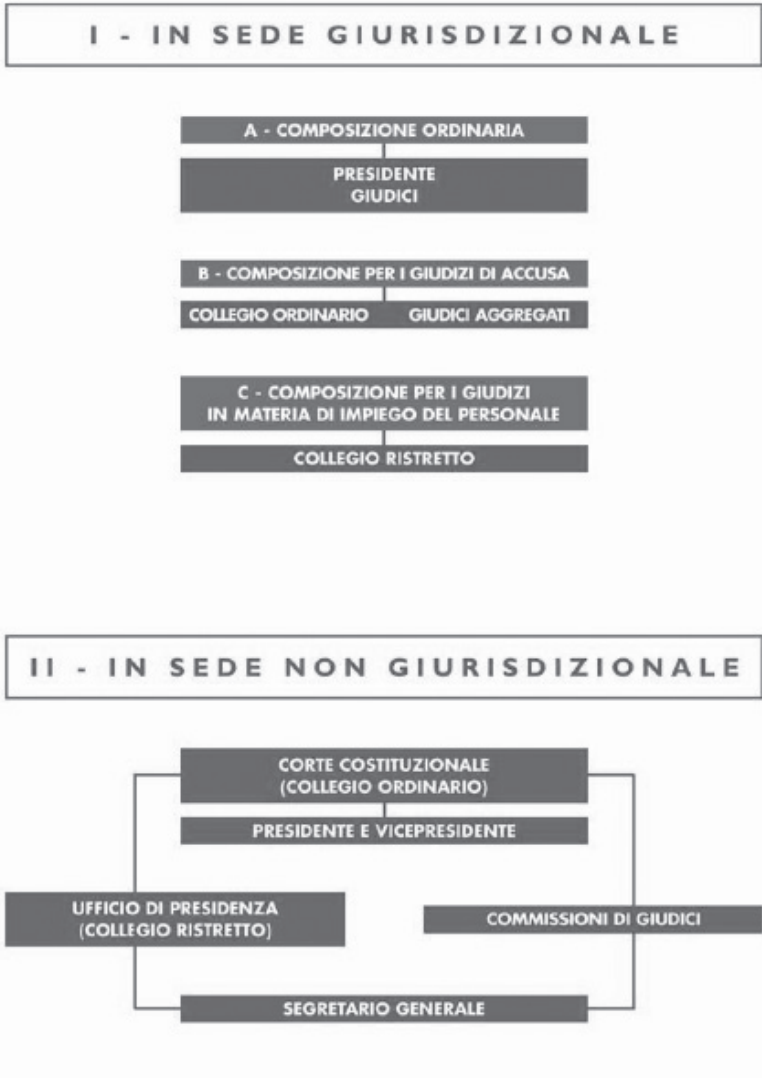 I - IN SEDE GIURISDIZIONALE
A - COMPOSIZIONE ORDINARIA
PRESIDENTE
GIUDICI
B - COMPOSIZIONE PER I GIUDIZI DI ACCUSA
COLLEGIO ORDINARIO GIUDICI AGGREGATI
C - COMPOSIZIONE PER I GIUDIZI
IN MATERIA DI IMPIEGO DEL PERSONALE
COLLEGIO RISTRETTO
II - IN SEDE NON GIURISDIZIONALE
CORTE COSTITUZIONALE
(COLLEGIO ORDINARIO)
PRESIDENTE E VICEPRESIDENTE
UFFICIO DI PRESIDENZA
(COLLEGIO RISTRETTO)
COMMISSIONI DI GIUDICI
SEGRETARIO GENERALE